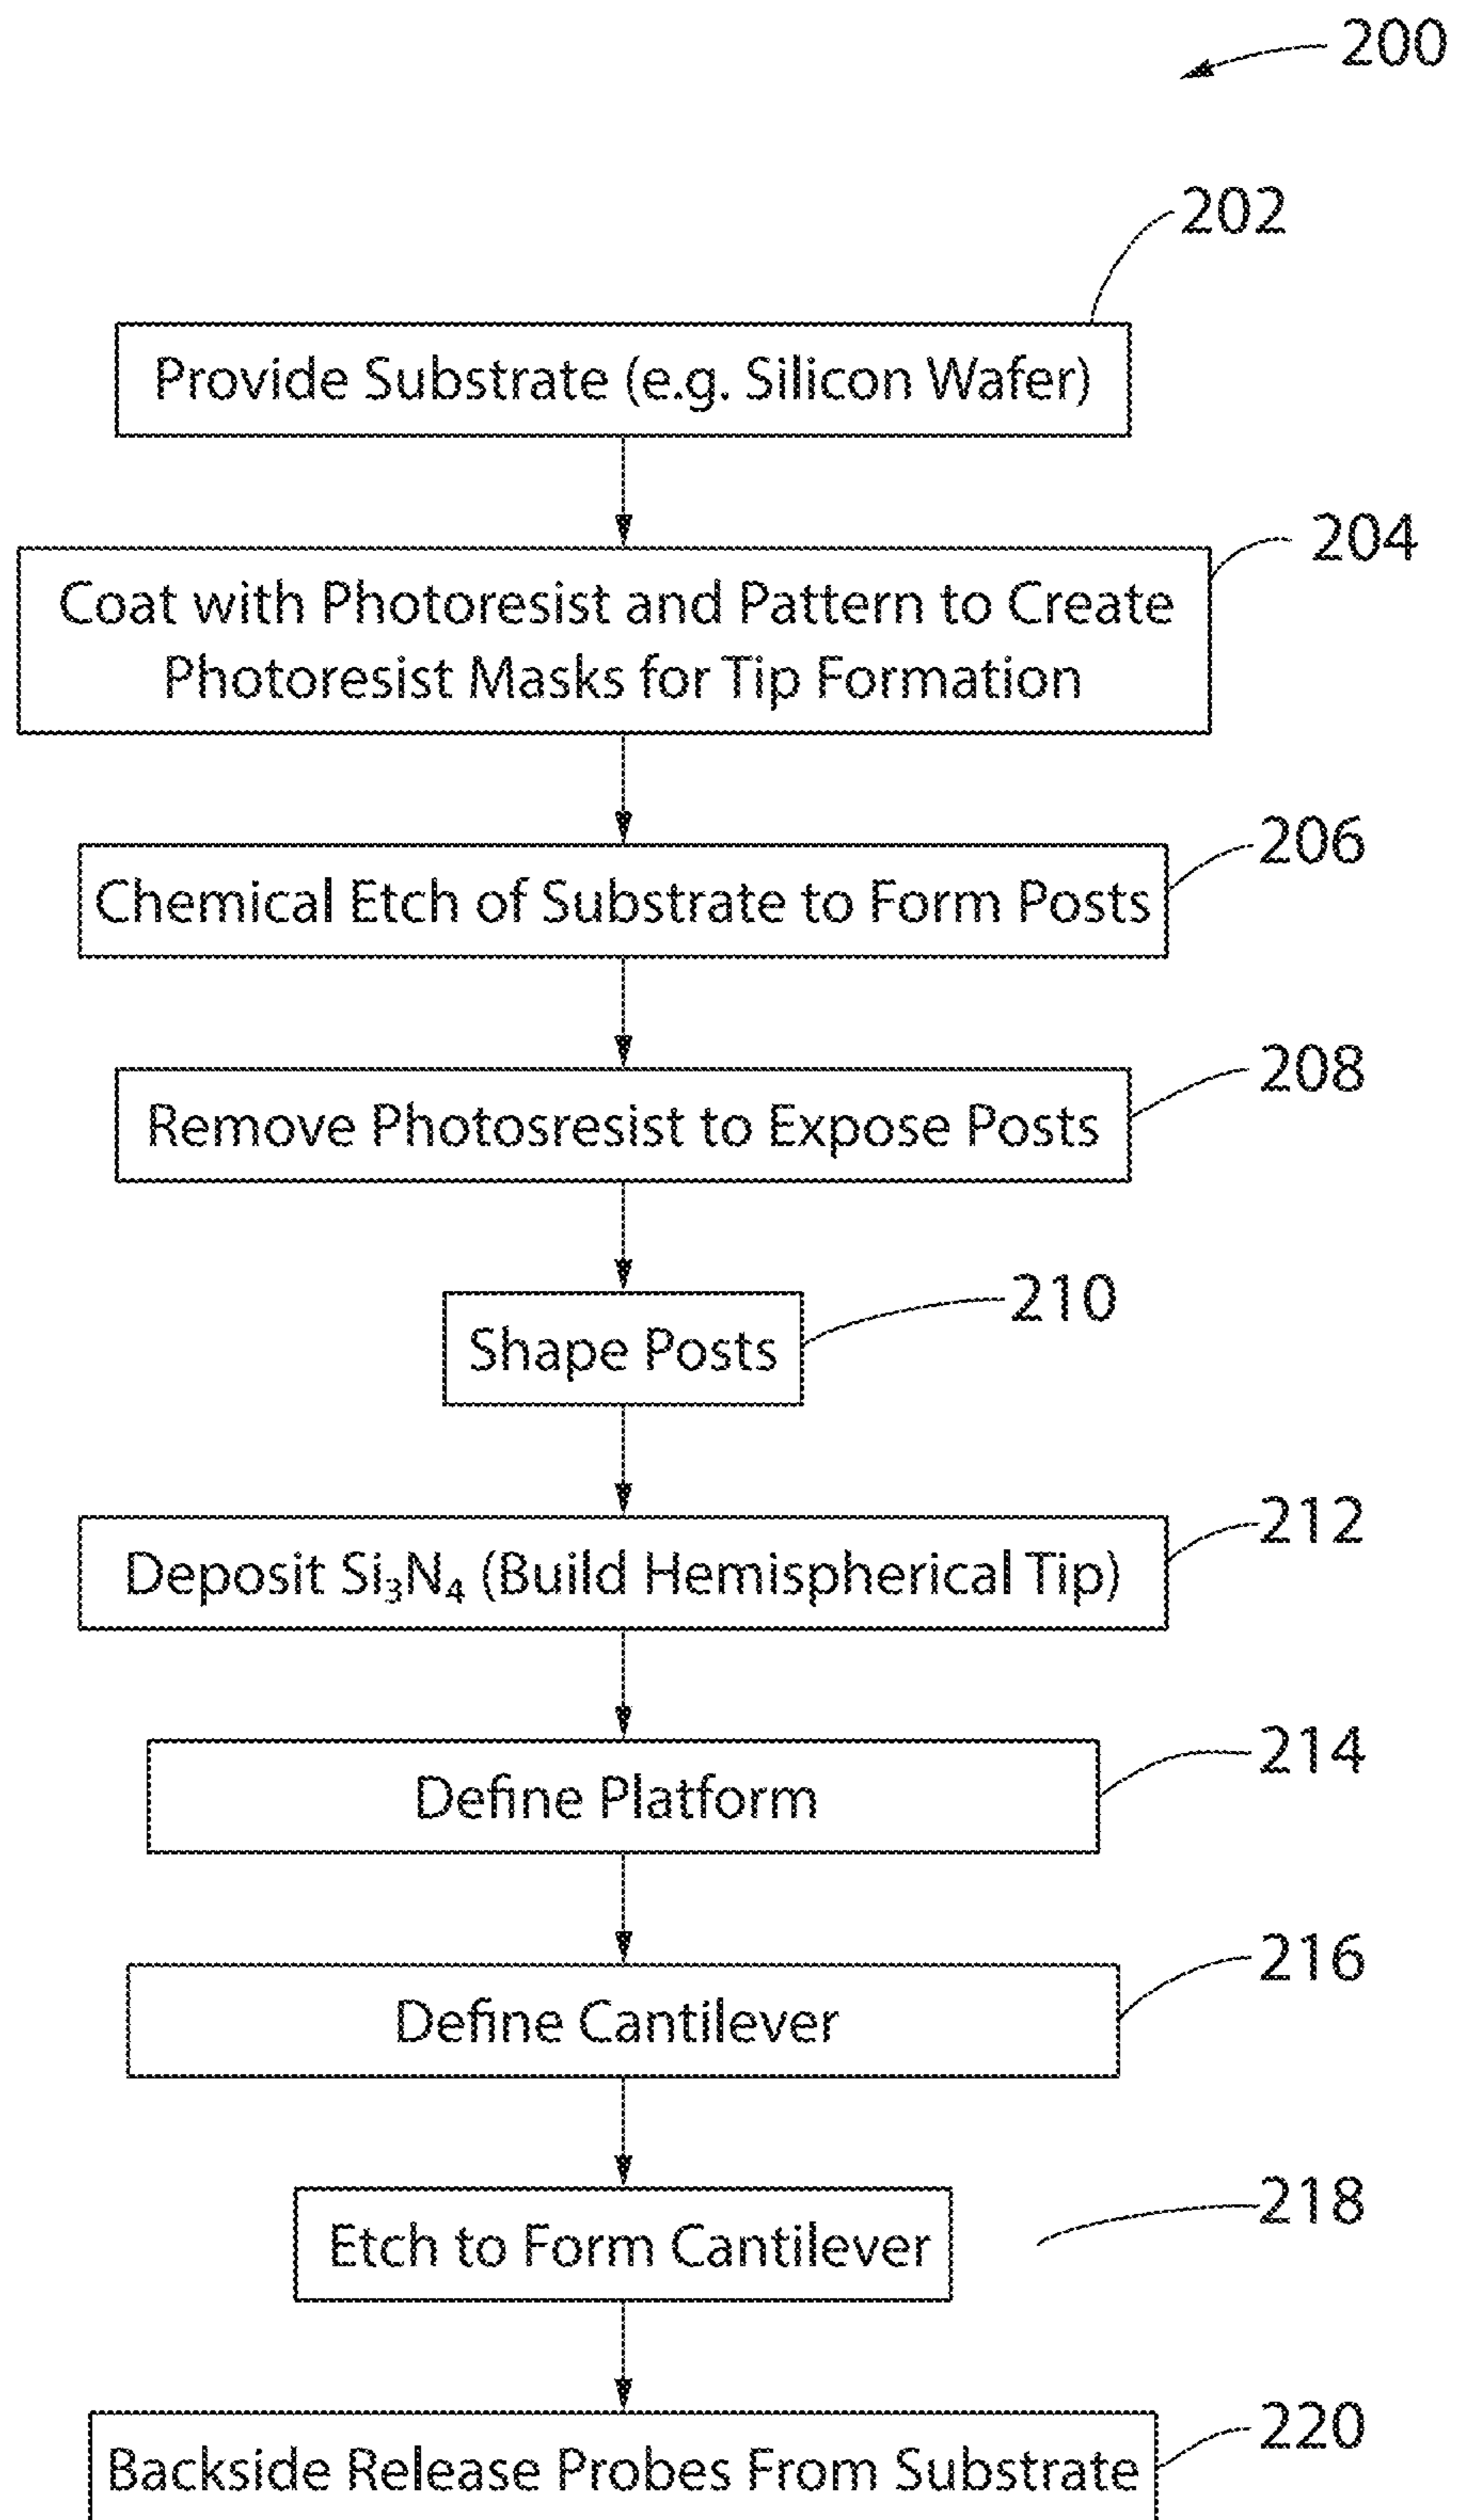 200
202
Provide Substrate (e.g. Silicon Wafer)
204
Coat with Photoresist and Pattern to Create
Photoresist Masks for Tip Formation
206
Chemical Etch of Substrate to Form Posts
208
Remove Photosresist to Expose Posts
210
Shape Posts
212
Deposit Si₃N₄ (Build Hemispherical Tip)
214
Define Platform
216
Define Cantilever
218
Etch to Form Cantilever
220
Backside Release Probes From Substrate